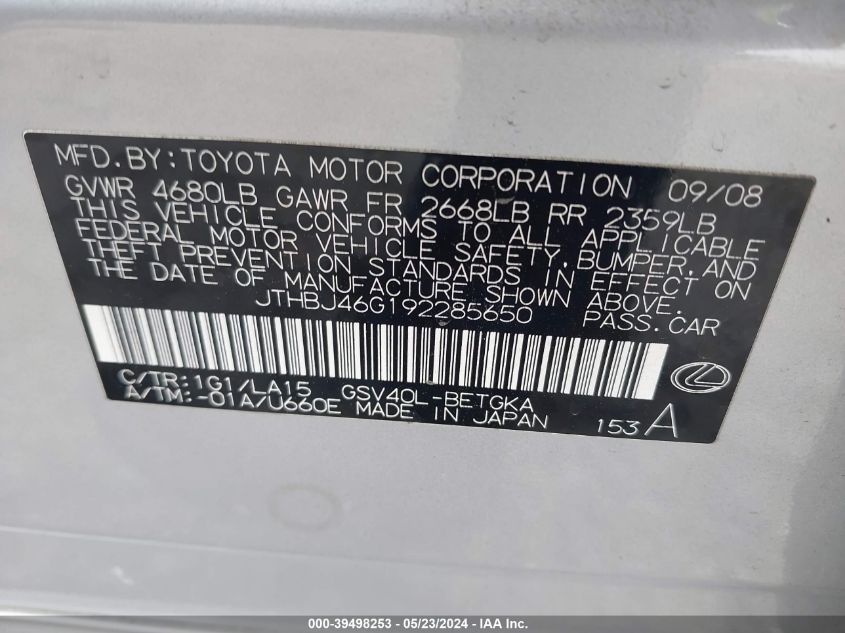 MFD.BY:TOYOTA MOTOR CORPORATION 09/08
GVWR 4680LB GAWR FR 2668LB RR 2359LB
THIS VEHICLE CONFORMS TO ALL APPLICABLE
FEDERAL MOTOR VEHICLE SAFETY,BUMPER,AND
THEFT PREVENTION STANDARDS IN EFFECT ON
THE DATE OF MANUFACTURE SHOWN ABOVE.
JTHBJ46G192285650 PASS.CAR
C/TR:1G1/LA15 GSV40L-BETGKA
A/TM:-01A/U660E MADE IN JAPAN 153 A
000-39498253 - 05/23/2024 - IAA Inc.